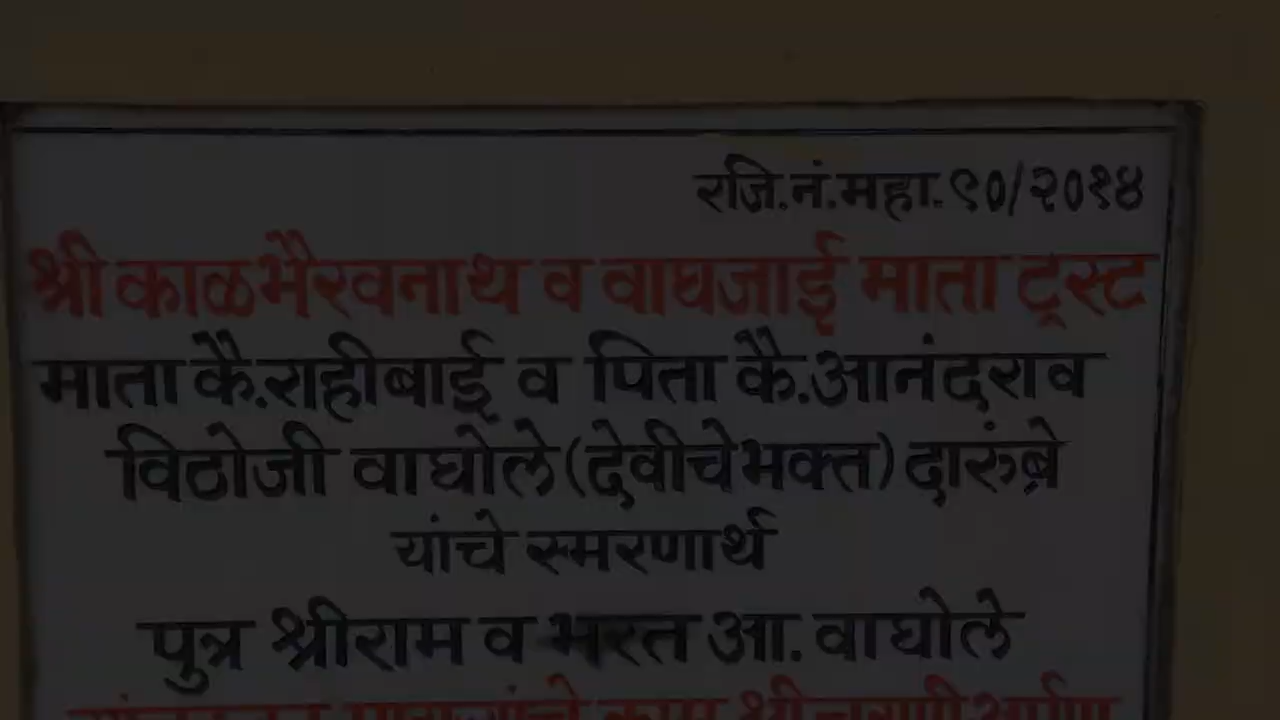 रजि.नं.महा.९०/२०१४
श्री काळभैरवनाथ व वाघजाई माता ट्रस्ट
माता कै.राहीबाई व पिता कै.आनंदराव
विठोजी वाघोले(देवीचे भक्त) दारुंब्रे
यांचे स्मरणार्थ
पुत्र श्रीराम व भरत आ. वाघोले